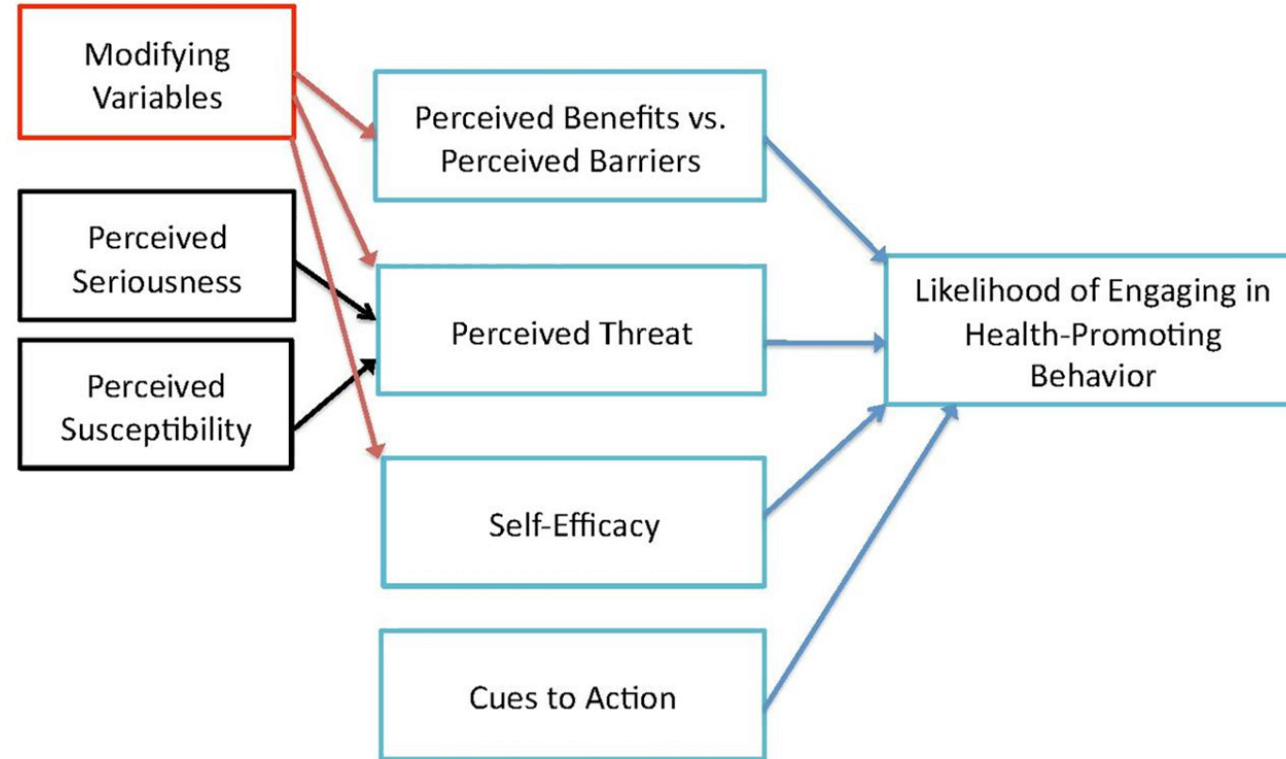 Modifying
Variables
Perceived Benefits vs.
Perceived Barriers
Perceived
Seriousness
Perceived Threat
Likelihood of Engaging in
Health-Promoting
Behavior
Perceived
Susceptibility
Self-Efficacy
Cues to Action